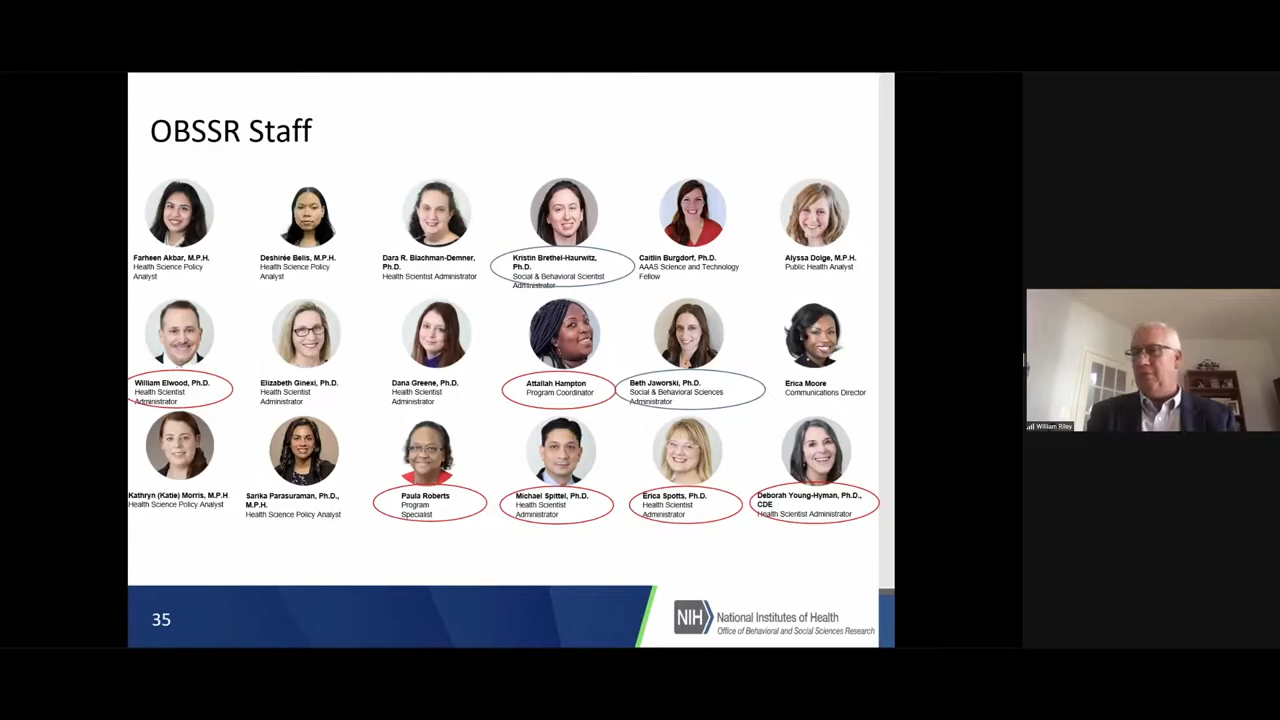 OBSSR Staff
Farheen Akbar, M.P.H.
Health Science Policy
Analyst
Deshirée Belis, M.P.H.
Health Science Policy
Analyst
Dara R. Blachman-Demner,
Ph.D.
Health Scientist Administrator
Kristin Brethel-Haurwitz,
Ph.D.
Social & Behavioral Scientist
Administrator
Caitlin Burgdorf, Ph.D.
AAAS Science and Technology
Fellow
Alyssa Dolge, M.P.H.
Public Health Analyst
William Elwood, Ph.D.
Health Scientist
Administrator
Elizabeth Ginexi, Ph.D.
Health Scientist
Administrator
Dana Greene, Ph.D.
Health Scientist
Administrator
Attallah Hampton
Program Coordinator
Beth Jaworski, Ph.D.
Social & Behavioral Sciences
Administrator
Erica Moore
Communications Director
Kathryn (Katie) Morris, M.P.H
Health Science Policy Analyst
Sarika Parasuraman, Ph.D.,
M.P.H.
Health Science Policy Analyst
Paula Roberts
Program
Specialist
Michael Spittel, Ph.D.
Health Scientist
Administrator
Erica Spotts, Ph.D.
Health Scientist
Administrator
Deborah Young-Hyman, Ph.D.,
CDE
Health Scientist Administrator
35
NIH
National Institutes of Health
Office of Behavioral and Social Sciences Research
William Riley